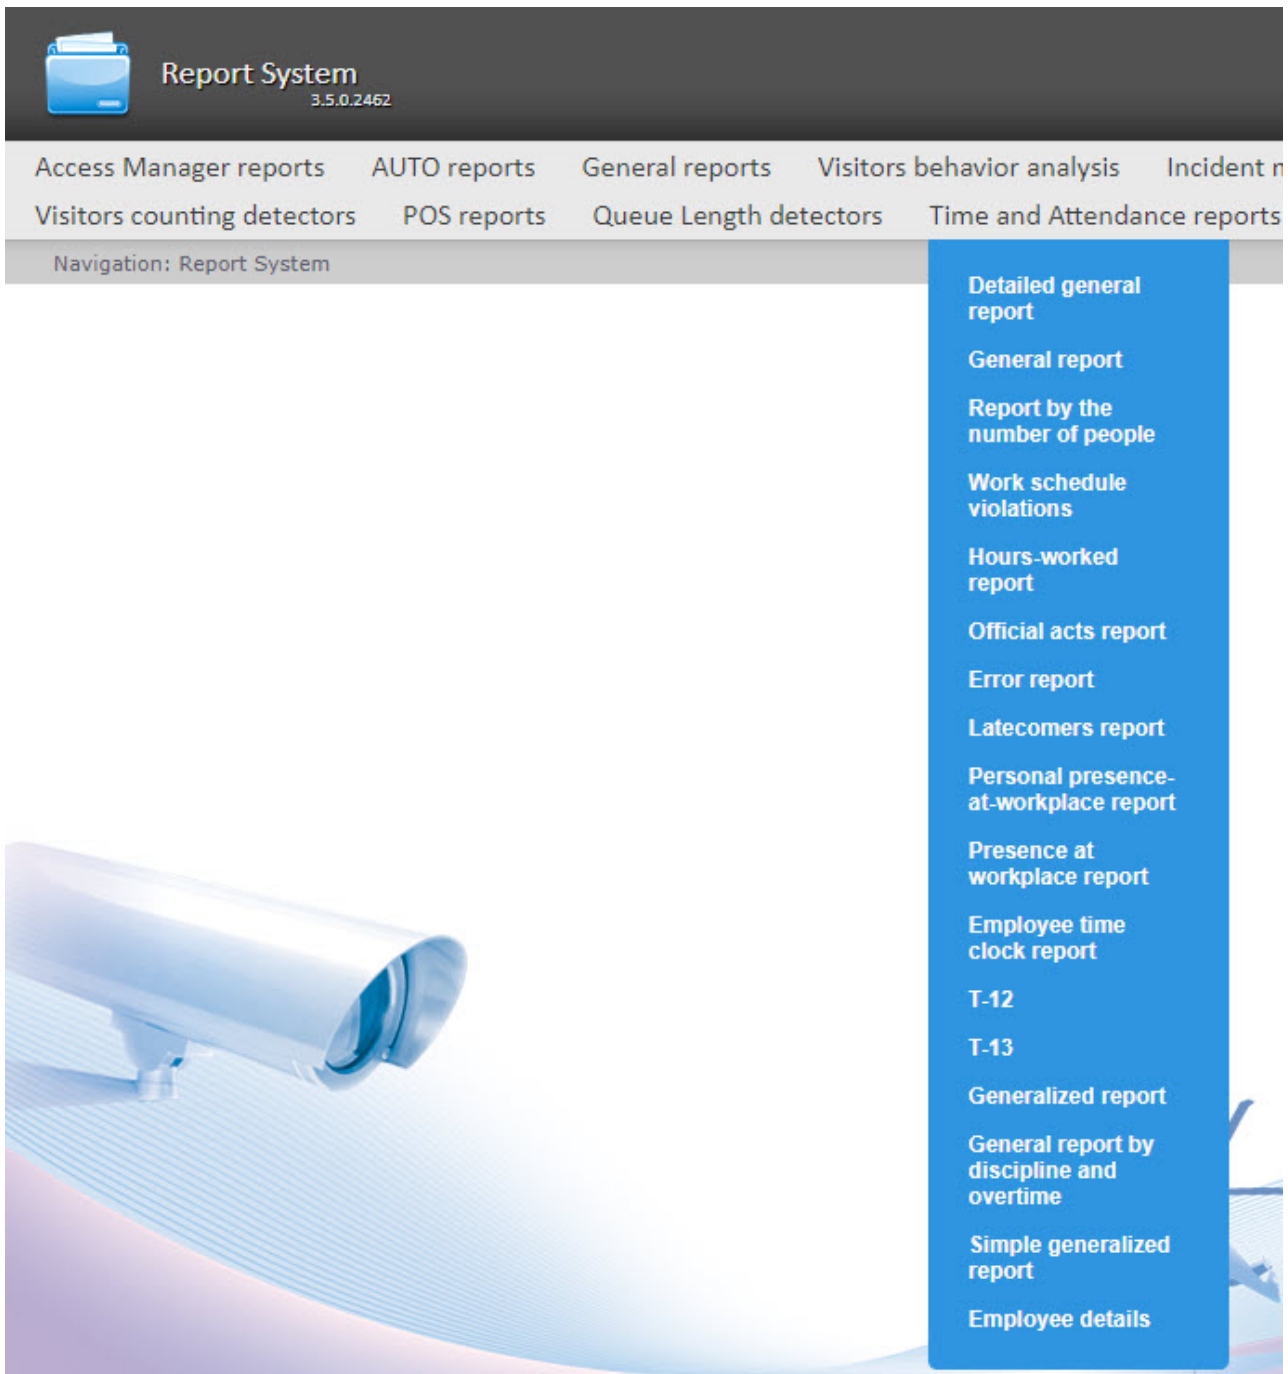 Report System
3.5.0.2462
Access Manager reports AUTO reports General reports Visitors behavior analysis Incident
Visitors counting detectors POS reports Queue Length detectors Time and Attendance reports
Navigation: Report System
Detailed general
report
General report
Report by the
number of people
Work schedule
violations
Hours-worked
report
Official acts report
Error report
Latecomers report
Personal presence-
at-workplace report
Presence at
workplace report
Employee time
clock report
T-12
T-13
Generalized report
General report by
discipline and
overtime
Simple generalized
report
Employee details